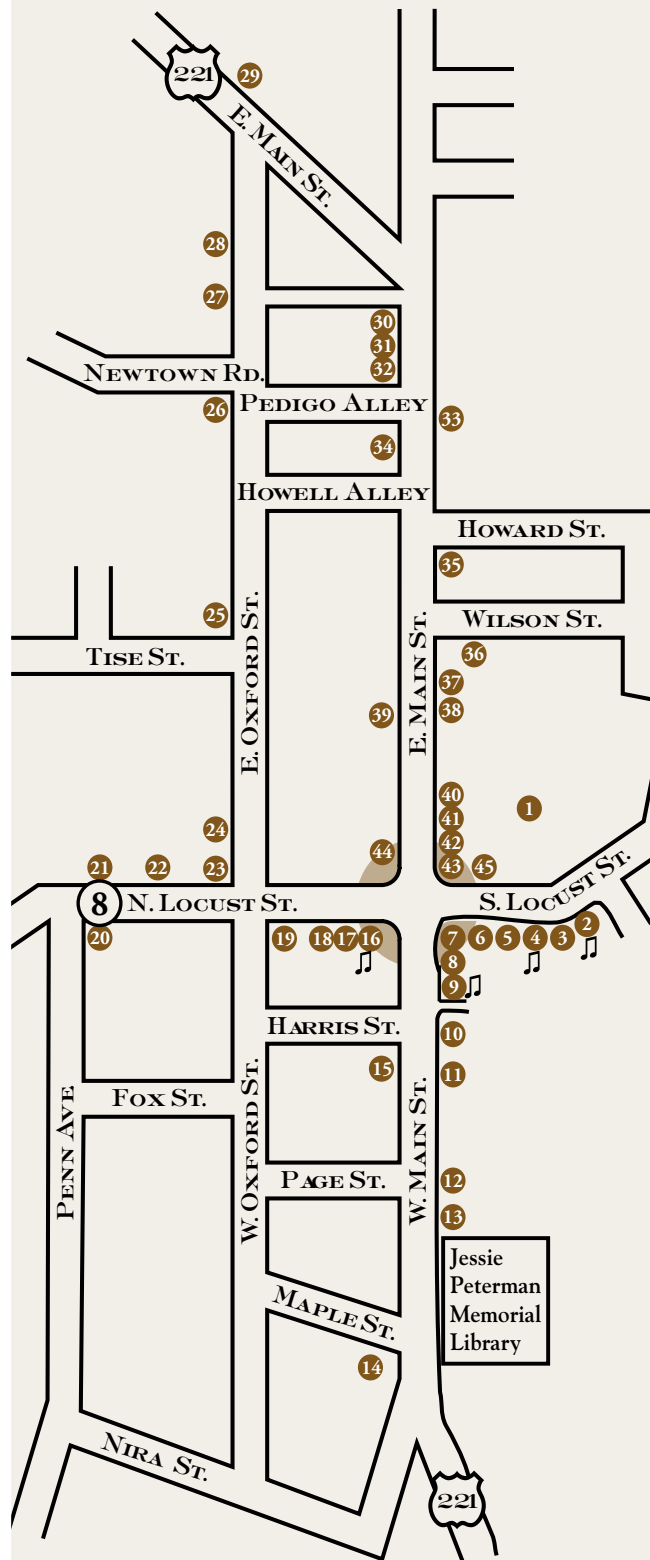 221
29
E. Main St.
28
27
30
31
32
Newtown Rd.
Pedigo Alley
26
33
34
Howell Alley
Howard St.
35
25
Wilson St.
Tise St.
E. Oxford St.
E. Main St.
36
37
38
39
40
1
41
24
42
44
21
22
23
43
45
8
N. Locust St.
S. Locust St.
20
19
18
17
16
7
6
5
4
3
2
♫
♫
♫
8
9
♫
Harris St.
10
15
11
Fox St.
Penn Ave
W. Oxford St.
W. Main St.
Page St.
12
13
Jessie
Peterman
Memorial
Library
Maple St.
14
Nira St.
221